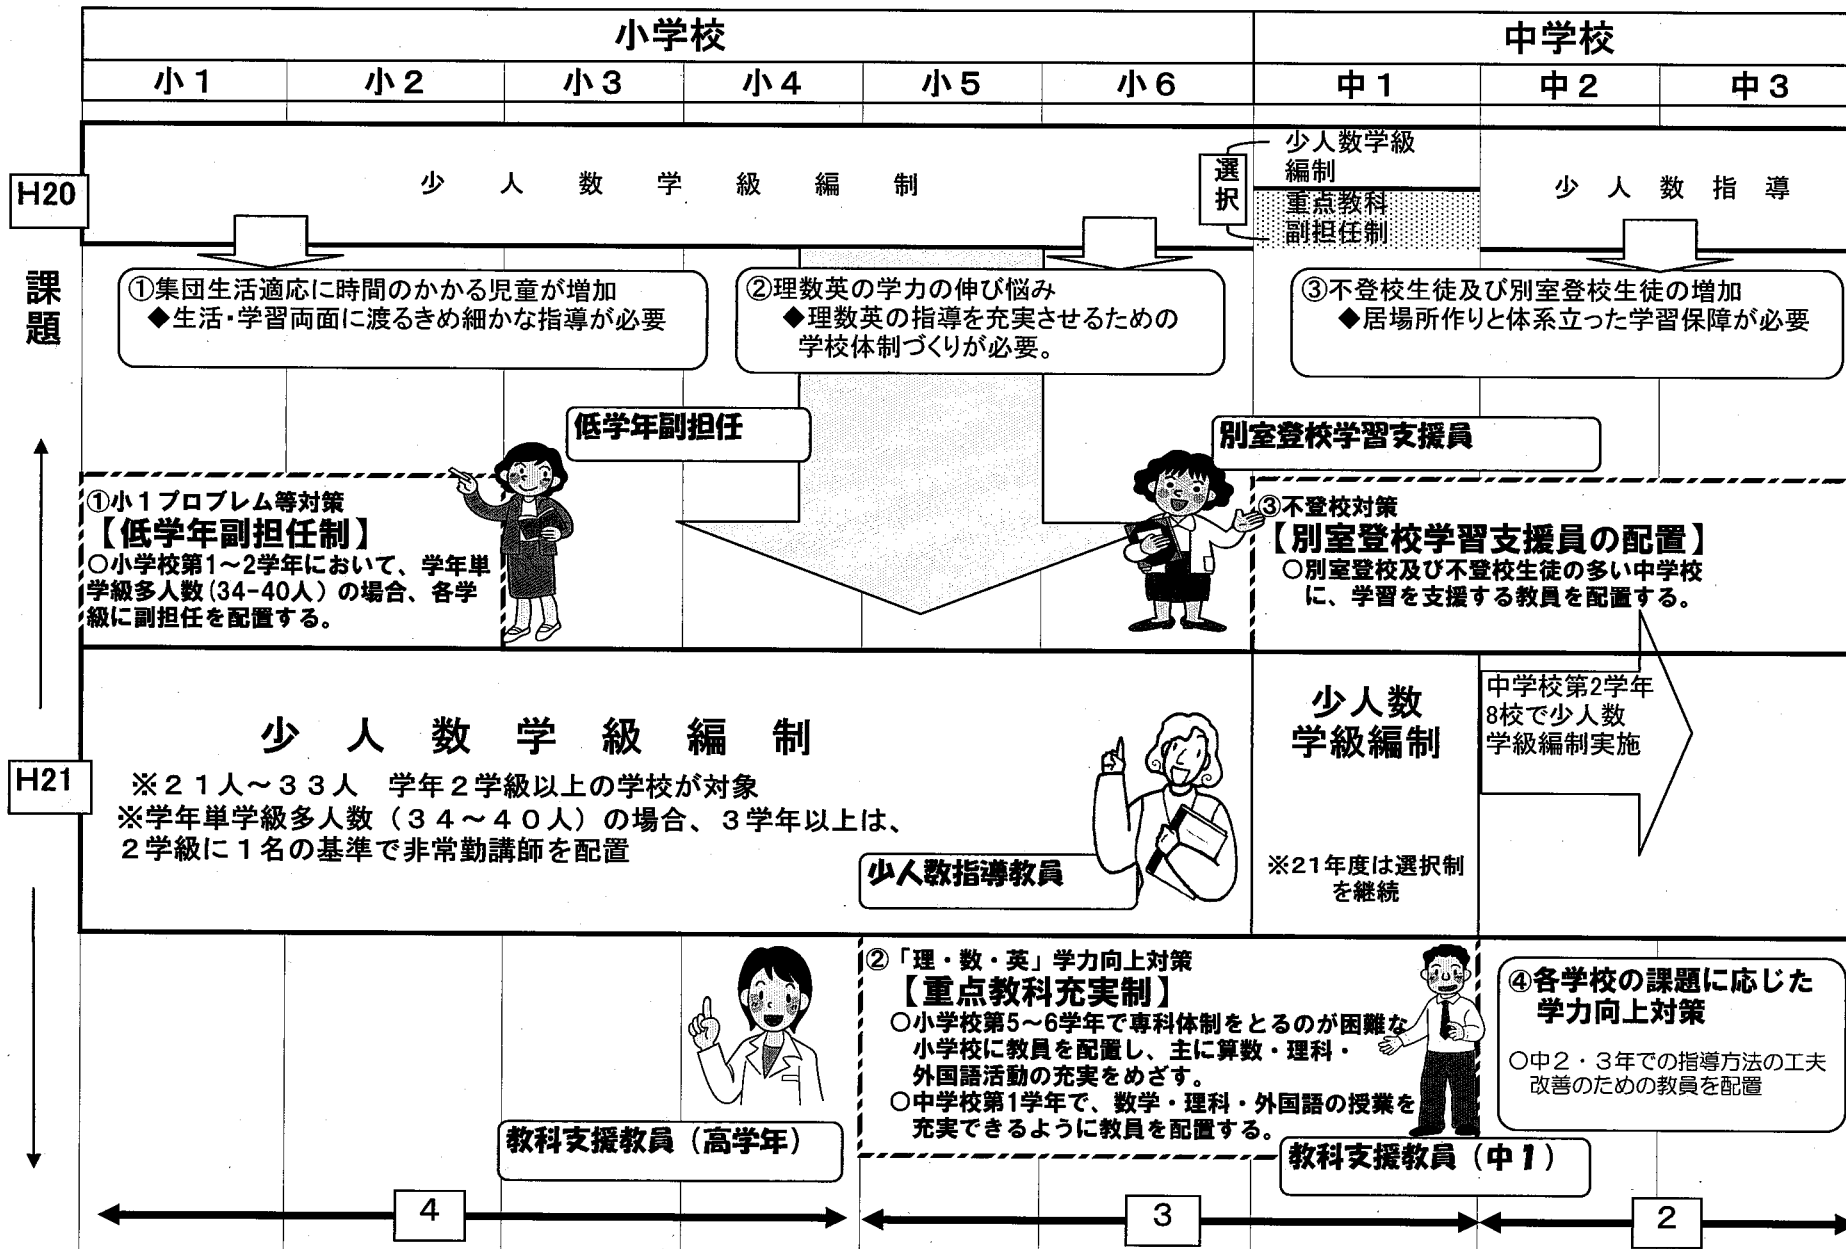 小学校
中学校
小１
小２
小３
小４
小５
小６
中１
中２
中３
H20
少人数学級編制
選択
少人数学級
編制
重点教科
副担任制
少人数指導
課題
①集団生活適応に時間のかかる児童が増加
◆生活・学習両面に渡るきめ細かな指導が必要
②理数英の学力の伸び悩み
◆理数英の指導を充実させるための
学校体制づくりが必要。
③不登校生徒及び別室登校生徒の増加
◆居場所作りと体系立った学習保障が必要
低学年副担任
別室登校学習支援員
①小１プロブレム等対策
【低学年副担任制】
○小学校第1～2学年において、学年単
学級多人数(34-40人）の場合、各学
級に副担任を配置する。
③不登校対策
【別室登校学習支援員の配置】
○別室登校及び不登校生徒の多い中学校
に、学習を支援する教員を配置する。
H21
少人数学級編制
※２１人～３３人　学年２学級以上の学校が対象
※学年単学級多人数（３４～４０人）の場合、３学年以上は、
２学級に１名の基準で非常勤講師を配置
少人数指導教員
少人数
学級編制
※21年度は選択制
を継続
中学校第2学年
8校で少人数
学級編制実施
②「理・数・英」学力向上対策
【重点教科充実制】
○小学校第5～6学年で専科体制をとるのが困難な
小学校に教員を配置し、主に算数・理科・
外国語活動の充実をめざす。
○中学校第1学年で、数学・理科・外国語の授業を
充実できるように教員を配置する。
④各学校の課題に応じた
学力向上対策
○中２・３年での指導方法の工夫
改善のための教員を配置
教科支援教員（高学年）
教科支援教員（中１）
4
3
2